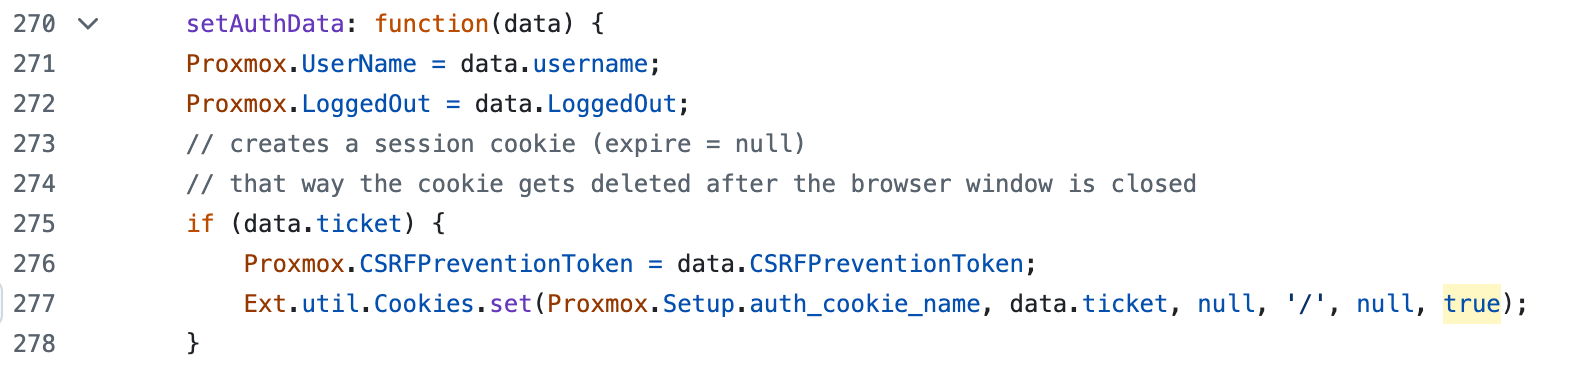 270 setAuthData: function(data) {
271 Proxmox.UserName = data.username;
272 Proxmox.LoggedOut = data.LoggedOut;
273 // creates a session cookie (expire = null)
274 // that way the cookie gets deleted after the browser window is closed
275 if (data.ticket) {
276 Proxmox.CSRFPreventionToken = data.CSRFPreventionToken;
277 Ext.util.Cookies.set(Proxmox.Setup.auth_cookie_name, data.ticket, null, '/', null, true);
278 }